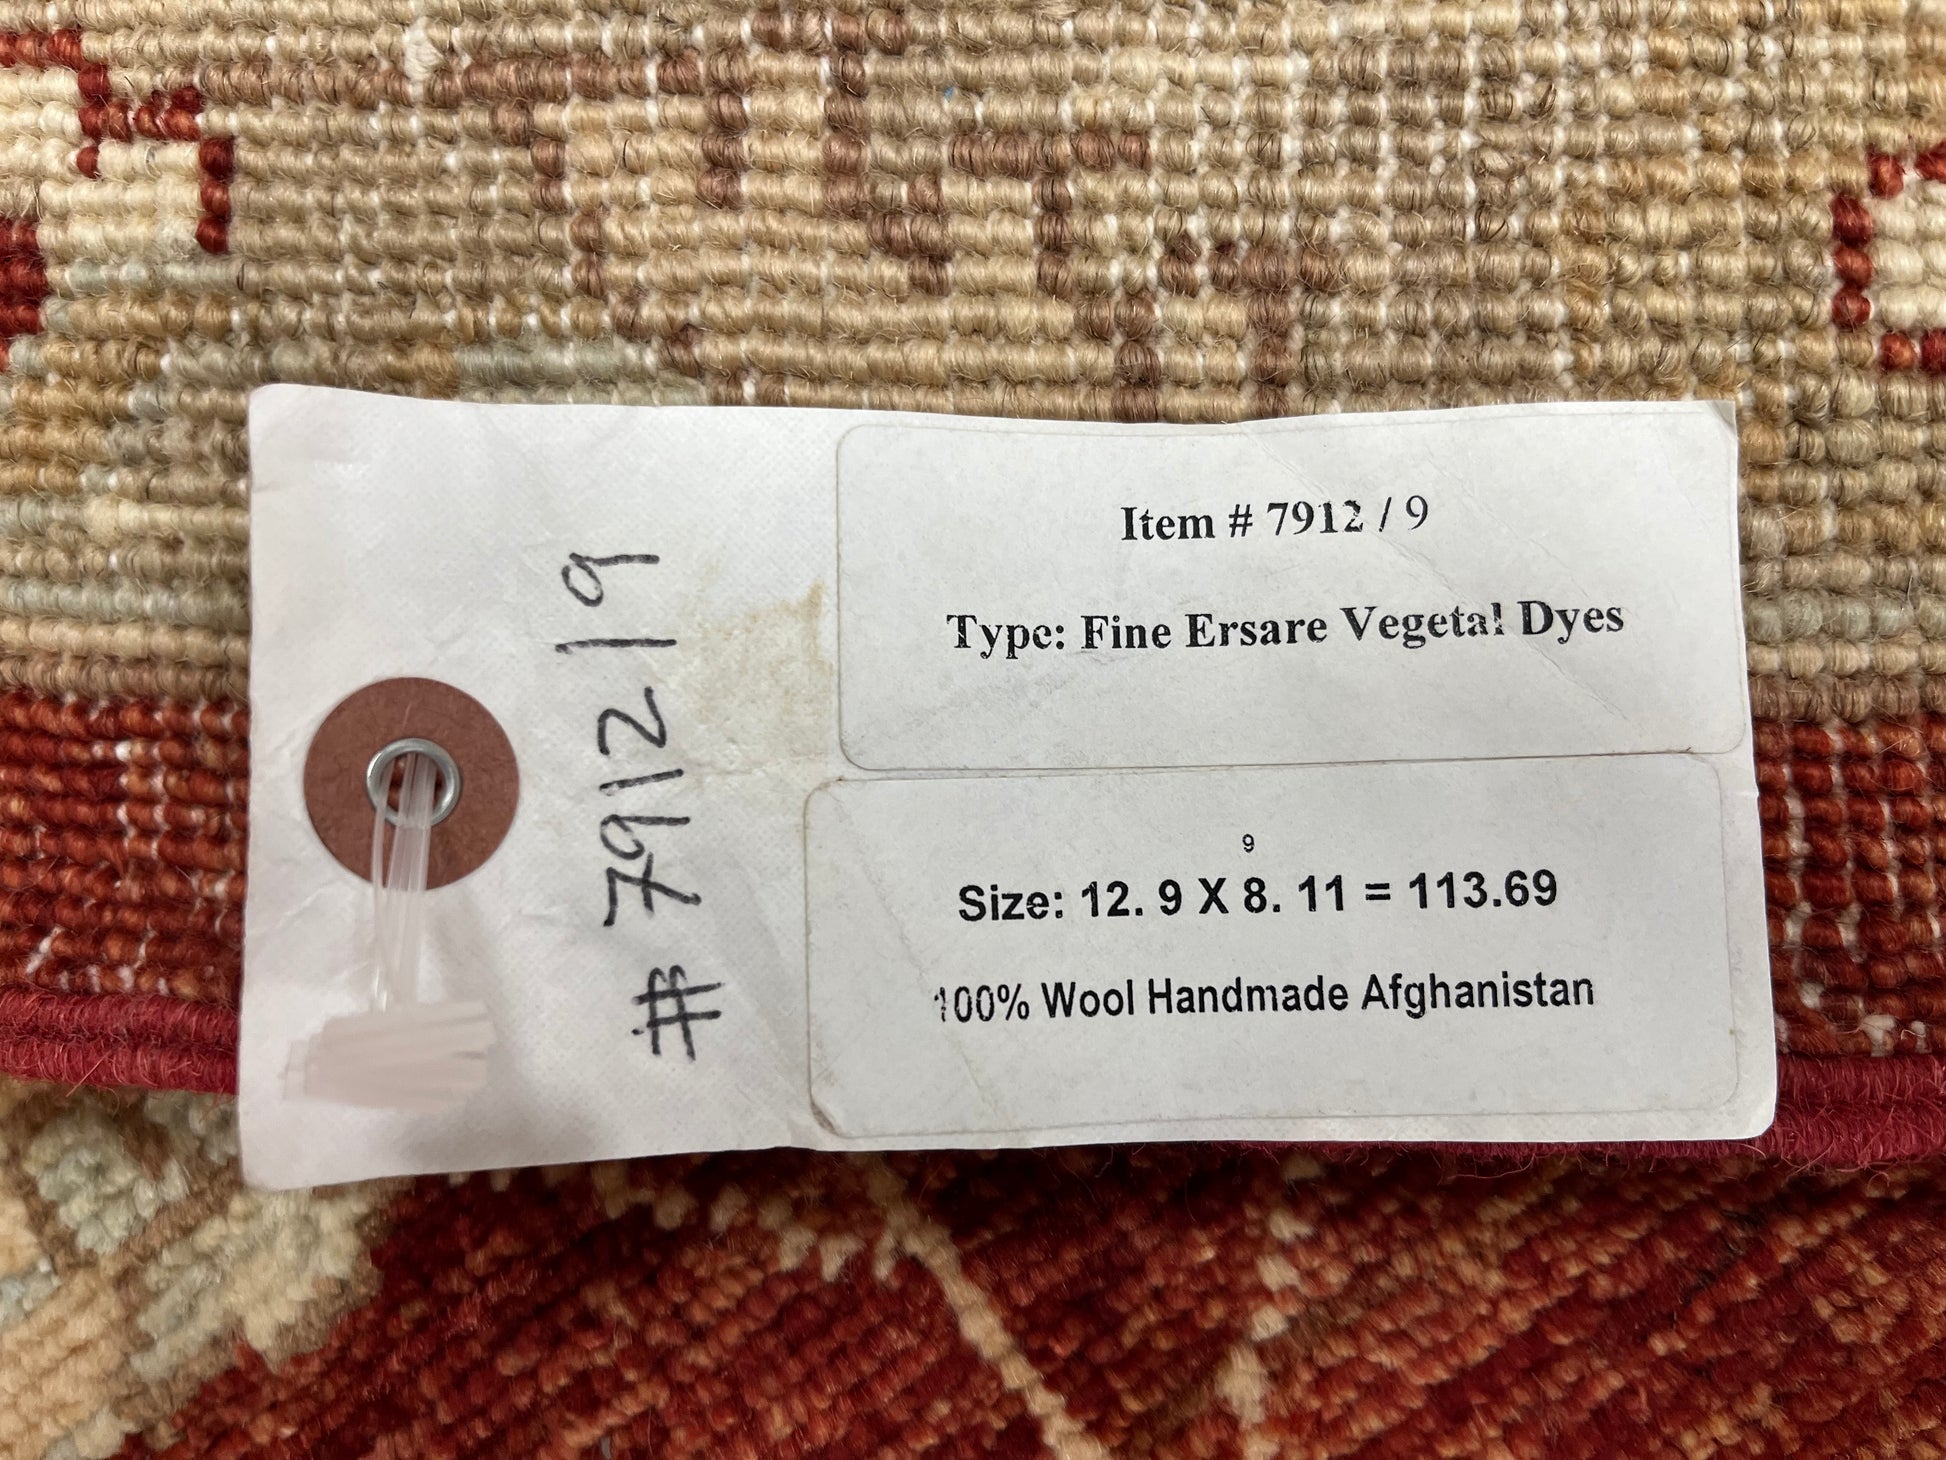 # 7912 / 9
Item # 7912 / 9
Type: Fine Ersare Vegetal Dyes
9
Size: 12. 9 X 8. 11 = 113.69
100% Wool Handmade Afghanistan